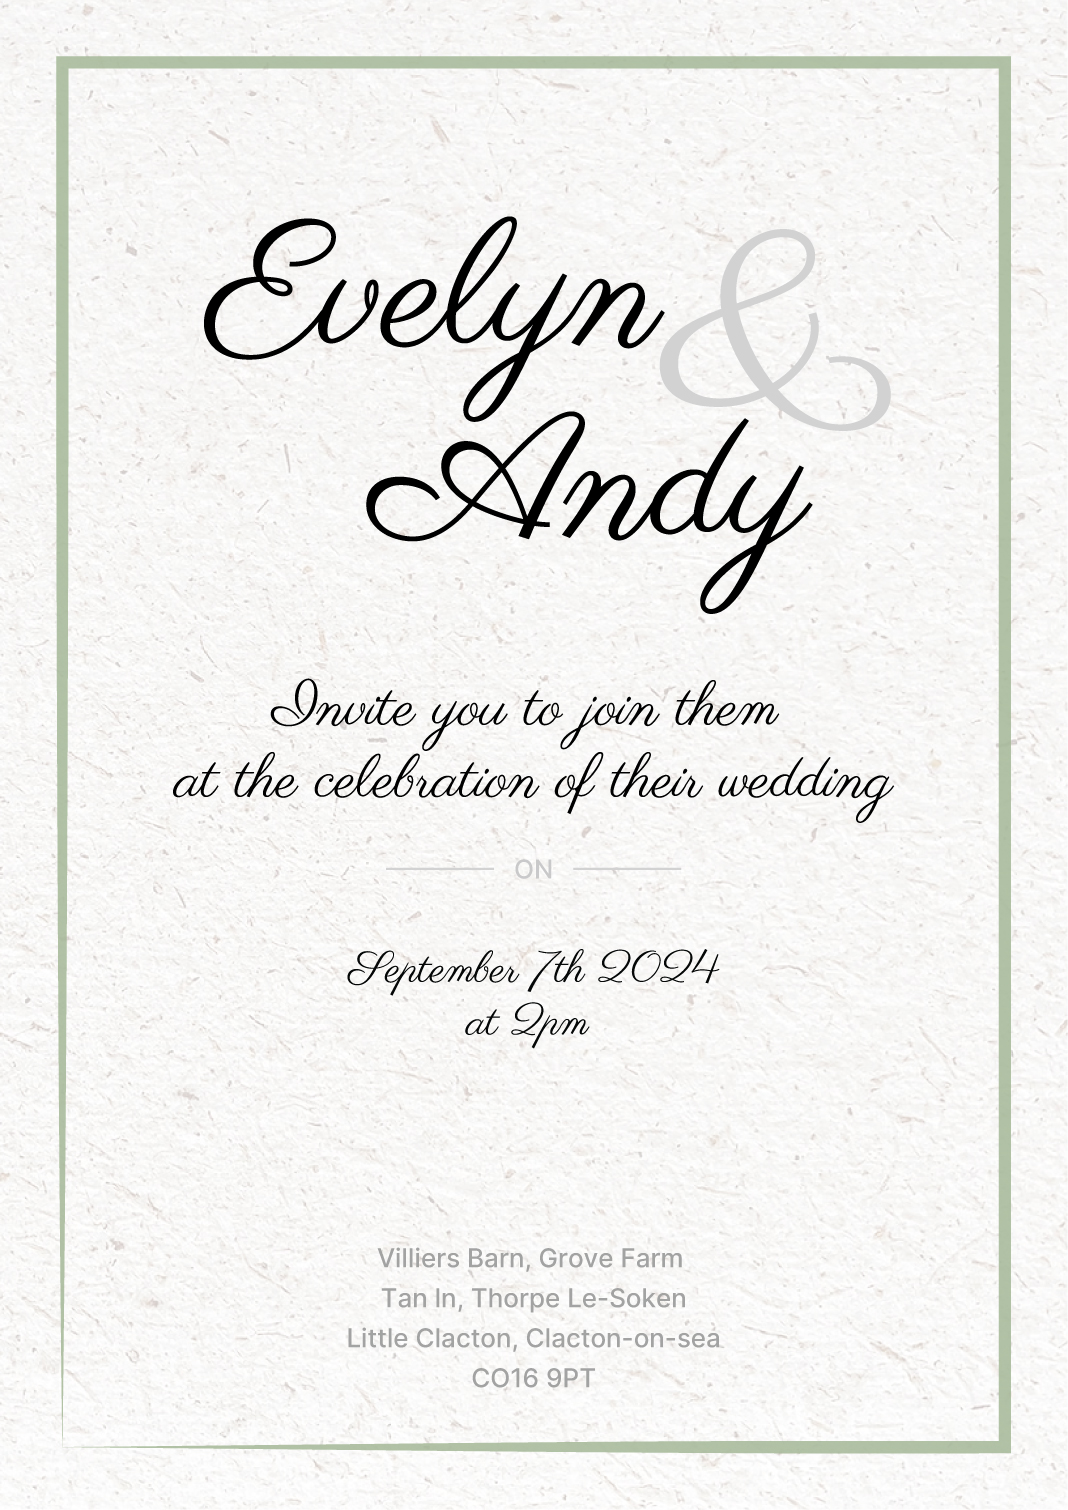 Evelyn &
Andy
Invite you to join them
at the celebration of their wedding
ON
September 7th 2024
at 2pm
Villiers Barn, Grove Farm
Tan In, Thorpe Le-Soken
Little Clacton, Clacton-on-sea
CO16 9PT